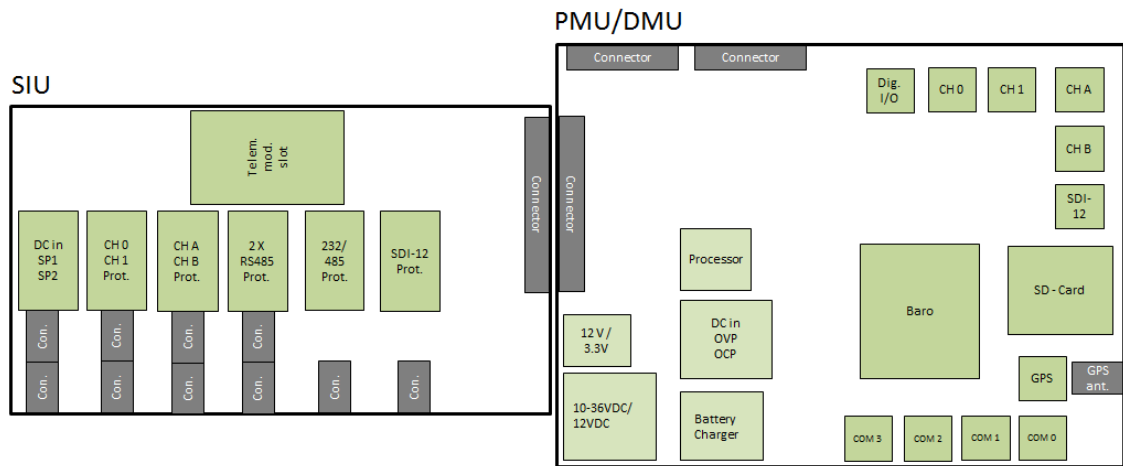 PMU/DMU
SIU
Connector
Connector
Dig.
I/O
CH 0
CH 1
CH A
CH B
SDI-
12
Telem.
mod.
slot
Connector
Connector
DC in
SP1
SP2
CH 0
CH 1
Prot.
CH A
CH B
Prot.
2 X
RS485
Prot.
232/
485
Prot.
SDI-12
Prot.
Con.
Con.
Con.
Con.
Con.
Con.
Con.
Con.
Con.
Con.
Processor
12 V /
3.3V
DC in
OVP
OCP
10-36VDC/
12VDC
Battery
Charger
Baro
SD - Card
GPS
GPS
ant.
COM 3
COM 2
COM 1
COM 0